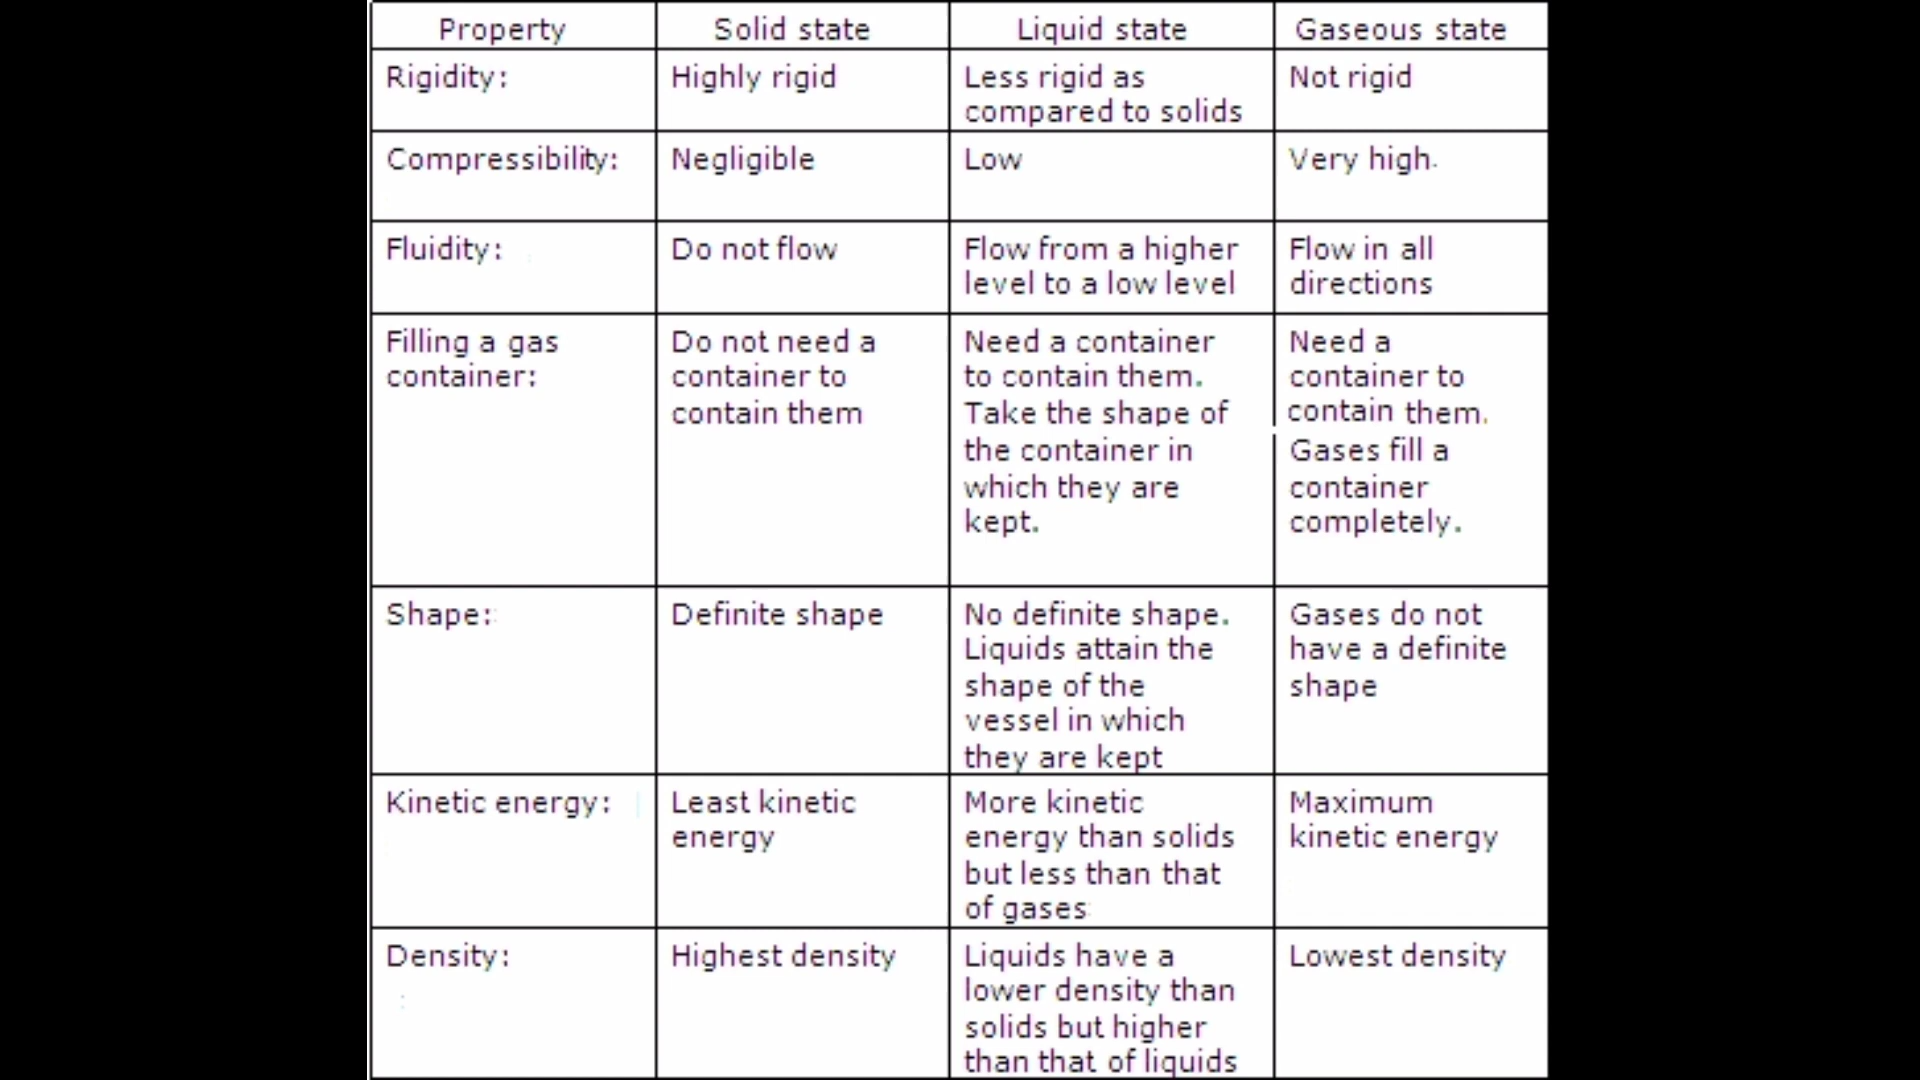 Property Solid state Liquid state Gaseous state
Rigidity: Highly rigid Less rigid as Not rigid
compared to solids
Compressibility: Negligible Low Very high.
Fluidity: Do not flow Flow from a higher Flow in all
level to a low level directions
Filling a gas Do not need a Need a container Need a
container: container to to contain them. container to
contain them Take the shape of contain them.
the container in Gases fill a
which they are container
kept. completely.
Shape: Definite shape No definite shape. Gases do not
Liquids attain the have a definite
shape of the shape
vessel in which
they are kept
Kinetic energy: Least kinetic More kinetic Maximum
energy energy than solids kinetic energy
but less than that
of gases
Density: Highest density Liquids have a Lowest density
lower density than
solids but higher
than that of liquids